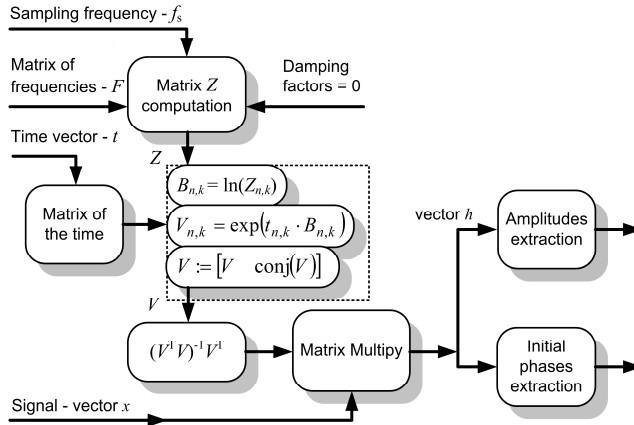 Sampling frequency - fs
Matrix of
frequencies - F
Matrix Z
computation
Damping
factors = 0
Time vector - t
Z
Matrix of
the time
Bn,k = ln(Zn,k)
Vn,k = exp(tn,k · Bn,k)
V := [V conj(V)]
V
vector h
Amplitudes
extraction
(VᵀV)⁻¹Vᵀ
Matrix Multipy
Initial
phases
extraction
Signal - vector x